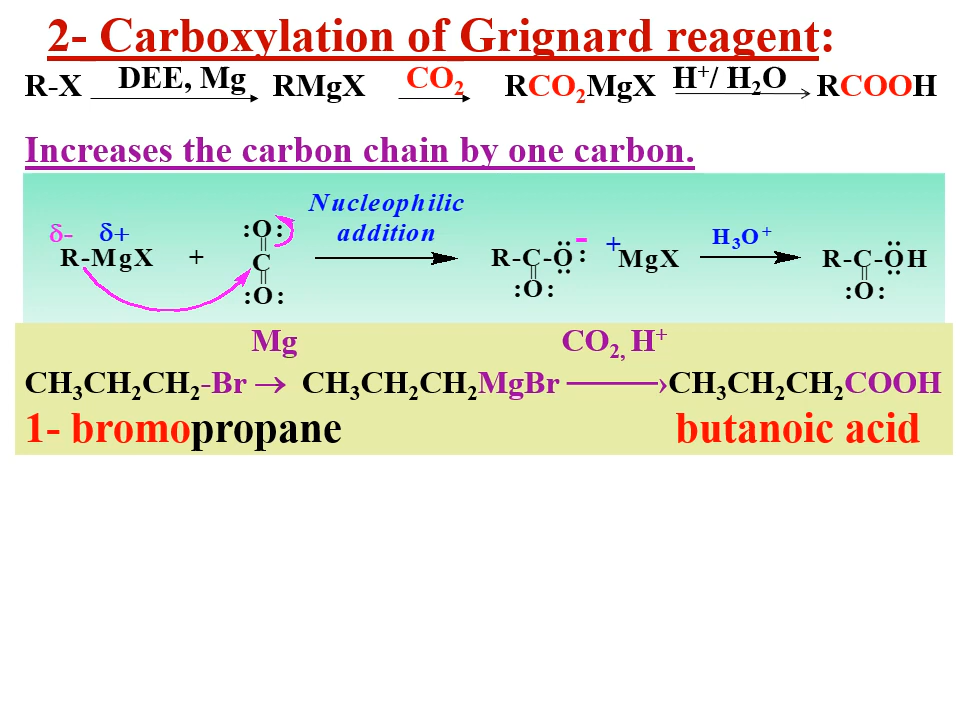 2- Carboxylation of Grignard reagent:
R-X DEE, Mg RMgX CO2 RCO2MgX H+/ H2O RCOOH
Increases the carbon chain by one carbon.
δ- δ+
R-MgX + :O: || C || :O: Nucleophilic addition R-C-O: - + MgX H3O+ R-C-OH
:O: :O:
Mg CO2, H+
CH3CH2CH2-Br → CH3CH2CH2MgBr ———› CH3CH2CH2COOH
1- bromopropane butanoic acid